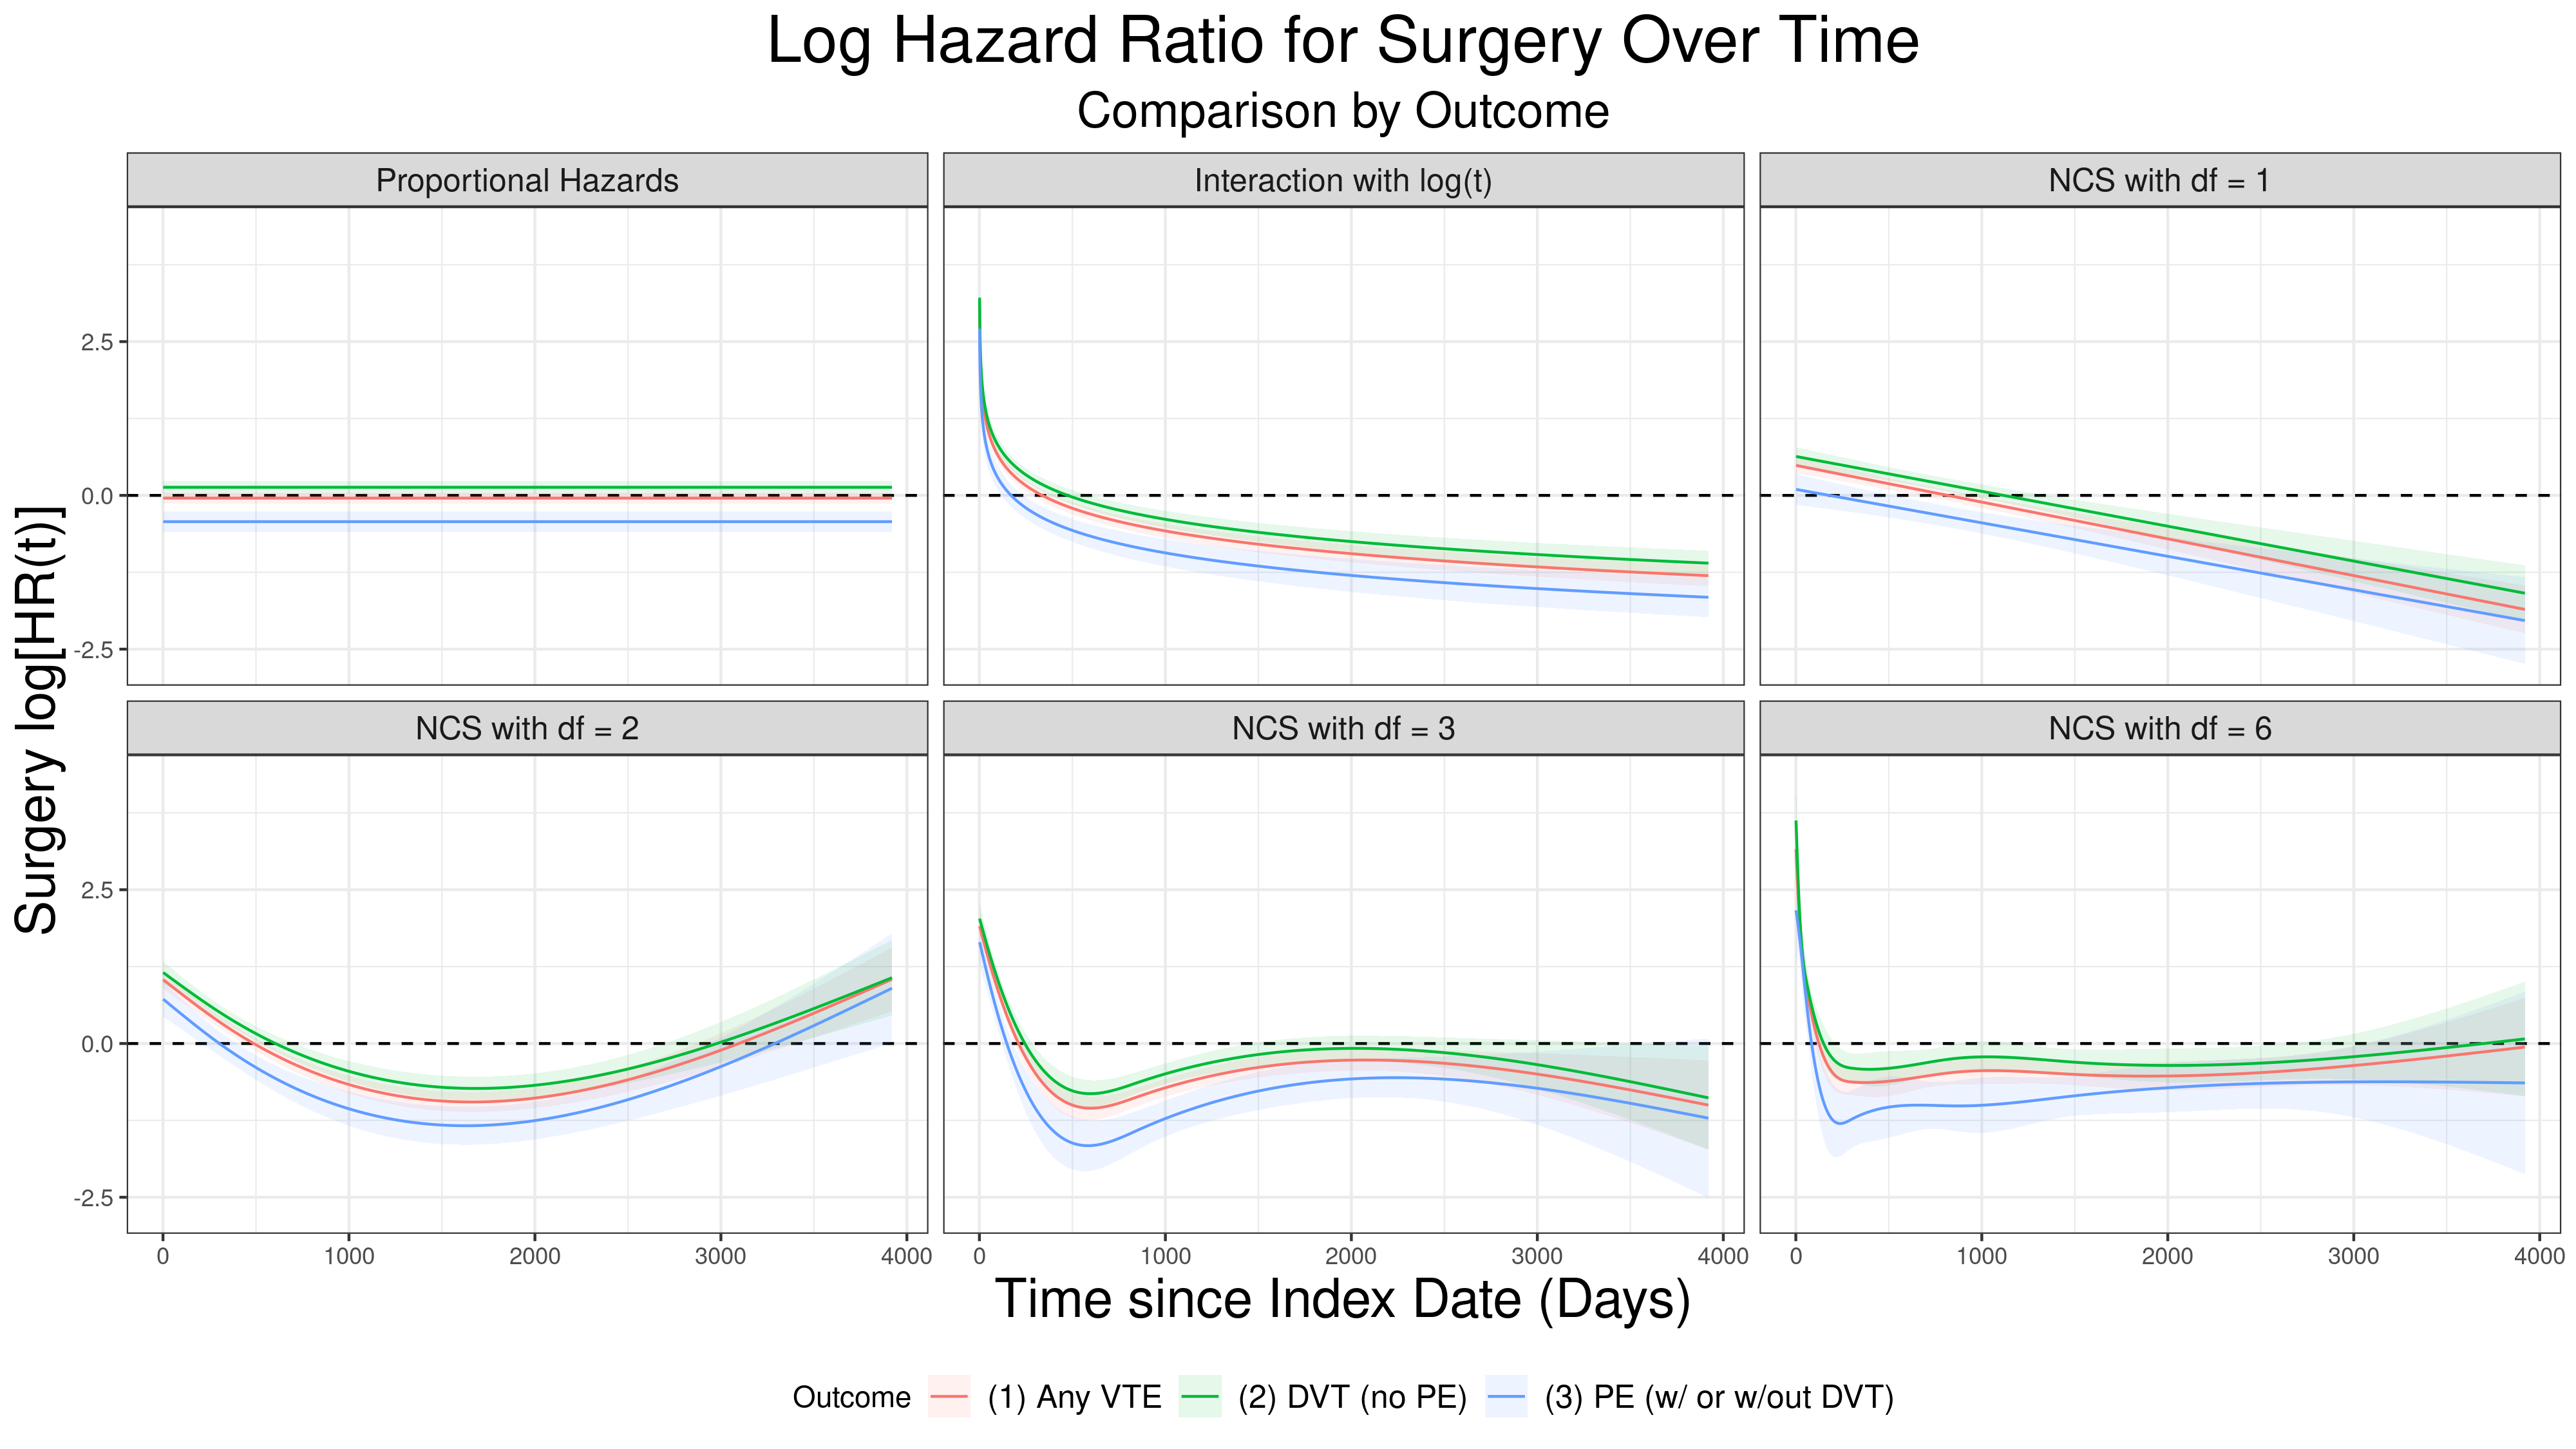 Log Hazard Ratio for Surgery Over Time
Comparison by Outcome
Proportional Hazards
Interaction with log(t)
NCS with df = 1
2.5
0.0
-2.5
NCS with df = 2
NCS with df = 3
NCS with df = 6
2.5
0.0
-2.5
Surgery log[HR(t)]
0 1000 2000 3000 4000
0 1000 2000 3000 4000
0 1000 2000 3000 4000
Time since Index Date (Days)
Outcome (1) Any VTE (2) DVT (no PE) (3) PE (w/ or w/out DVT)